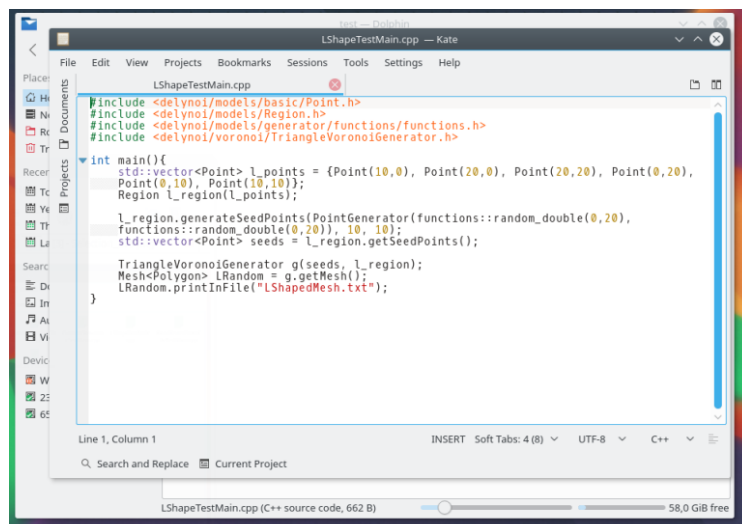 test — Dolphin
LShapeTestMain.cpp — Kate
File Edit View Projects Bookmarks Sessions Tools Settings Help
LShapeTestMain.cpp
Documents
Projects
#include <delynoi/models/basic/Point.h>
#include <delynoi/models/Region.h>
#include <delynoi/models/generator/functions/functions.h>
#include <delynoi/voronoi/TriangleVoronoiGenerator.h>
int main(){
std::vector<Point> l_points = {Point(10,0), Point(20,0), Point(20,20), Point(0,20),
Point(0,10), Point(10,10)};
Region l_region(l_points);
l_region.generateSeedPoints(PointGenerator(functions::random_double(0,20),
functions::random_double(0,20)), 10, 10);
std::vector<Point> seeds = l_region.getSeedPoints();
TriangleVoronoiGenerator g(seeds, l_region);
Mesh<Polygon> LRandom = g.getMesh();
LRandom.printInFile("LShapedMesh.txt");
}
Line 1, Column 1 INSERT Soft Tabs: 4 (8) UTF-8 C++
Search and Replace Current Project
LShapeTestMain.cpp (C++ source code, 662 B) 58,0 GiB free